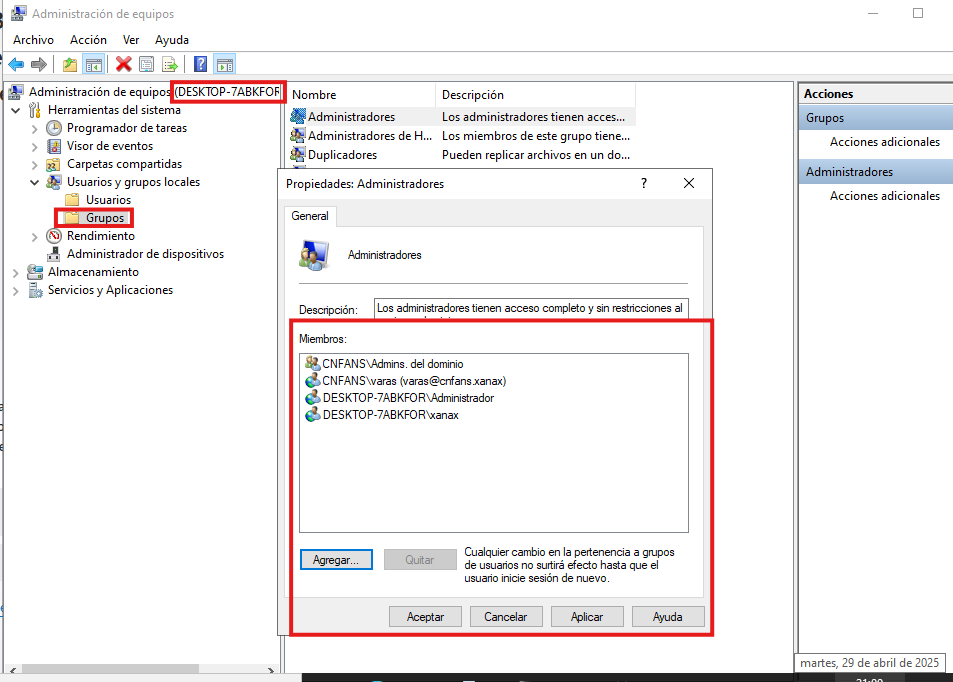 Administración de equipos
Archivo Acción Ver Ayuda
Administración de equipos (DESKTOP-7ABKFOR
Herramientas del sistema
Programador de tareas
Visor de eventos
Carpetas compartidas
Usuarios y grupos locales
Usuarios
Grupos
Rendimiento
Administrador de dispositivos
Almacenamiento
Servicios y Aplicaciones
Nombre Descripción
Administradores Los administradores tienen acces...
Administradores de H... Los miembros de este grupo tiene...
Duplicadores Pueden replicar archivos en un do...
Propiedades: Administradores
General
Administradores
Descripción: Los administradores tienen acceso completo y sin restricciones al
Miembros:
CNFANS\Admins. del dominio
CNFANS\varas (varas@cnfans.xanax)
DESKTOP-7ABKFOR\Administrador
DESKTOP-7ABKFOR\xanax
Agregar... Quitar
Cualquier cambio en la pertenencia a grupos
de usuarios no surtirá efecto hasta que el
usuario inicie sesión de nuevo.
Aceptar Cancelar Aplicar Ayuda
Acciones
Grupos
Acciones adicionales
Administradores
Acciones adicionales
martes, 29 de abril de 2025